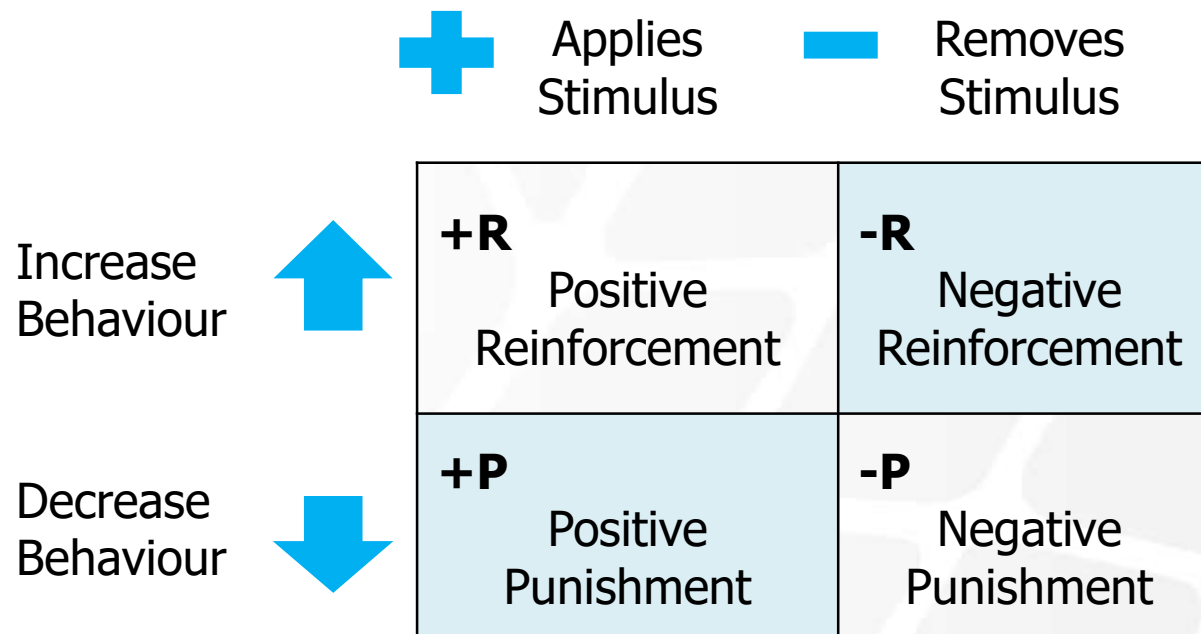 Applies
Stimulus
Removes
Stimulus
Increase
Behaviour
+R
Positive
Reinforcement
-R
Negative
Reinforcement
Decrease
Behaviour
+P
Positive
Punishment
-P
Negative
Punishment